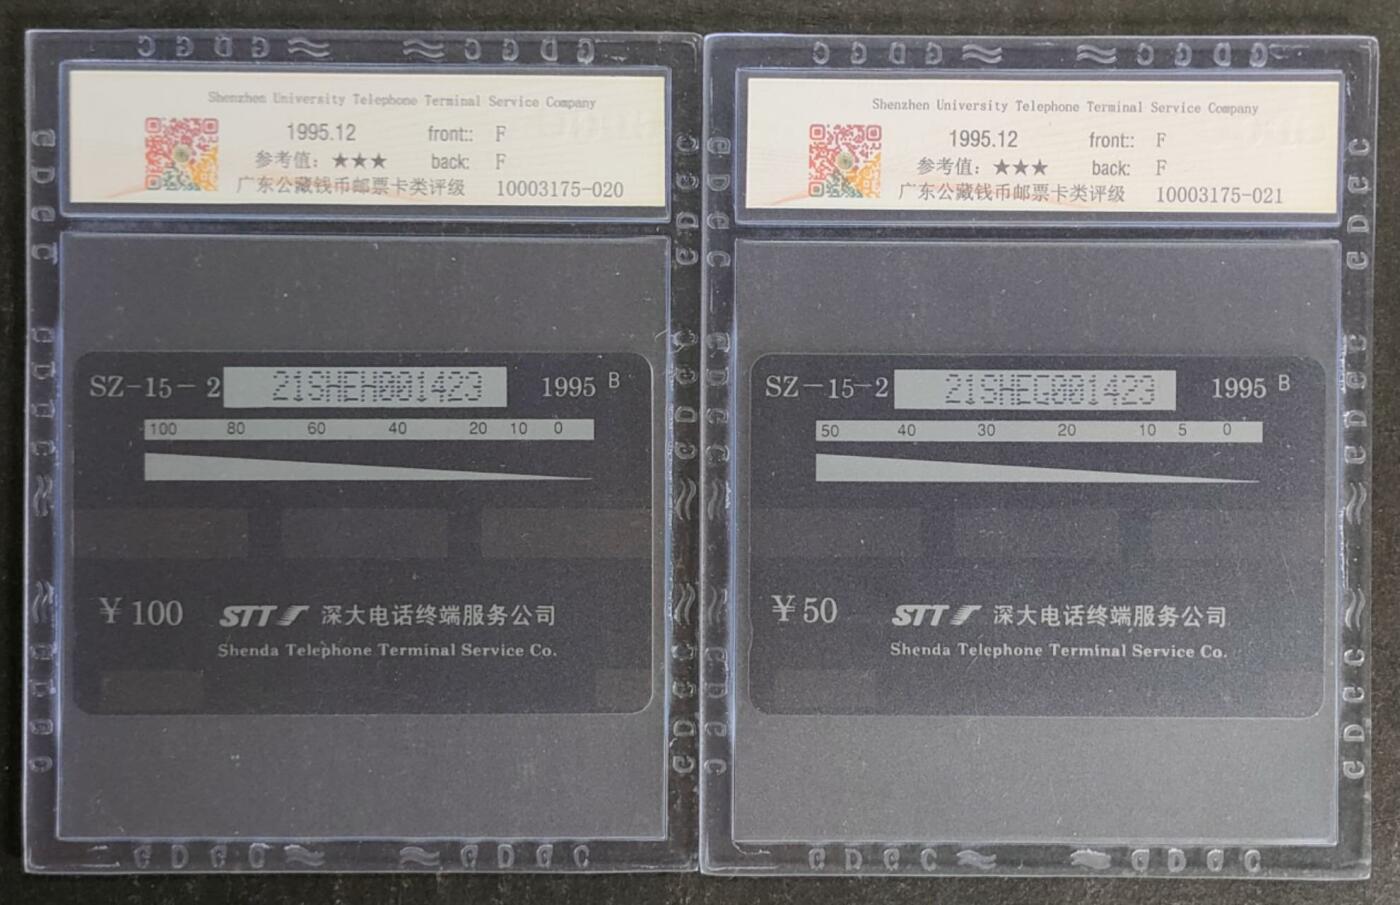 Shenzhen University Telephone Terminal Service Company
1995.12 front:: F
参考值: ★★★ back: F
广东公藏钱币邮票卡类评级 10003175-020
SZ-15-2 21SHEH001423 1995 B
100 80 60 40 20 10 0
¥100 STT 深大电话终端服务公司
Shenda Telephone Terminal Service Co.
Shenzhen University Telephone Terminal Service Company
1995.12 front:: F
参考值: ★★★ back: F
广东公藏钱币邮票卡类评级 10003175-021
SZ-15-2 21SHEG001423 1995 B
50 40 30 20 10 5 0
¥50 STT 深大电话终端服务公司
Shenda Telephone Terminal Service Co.